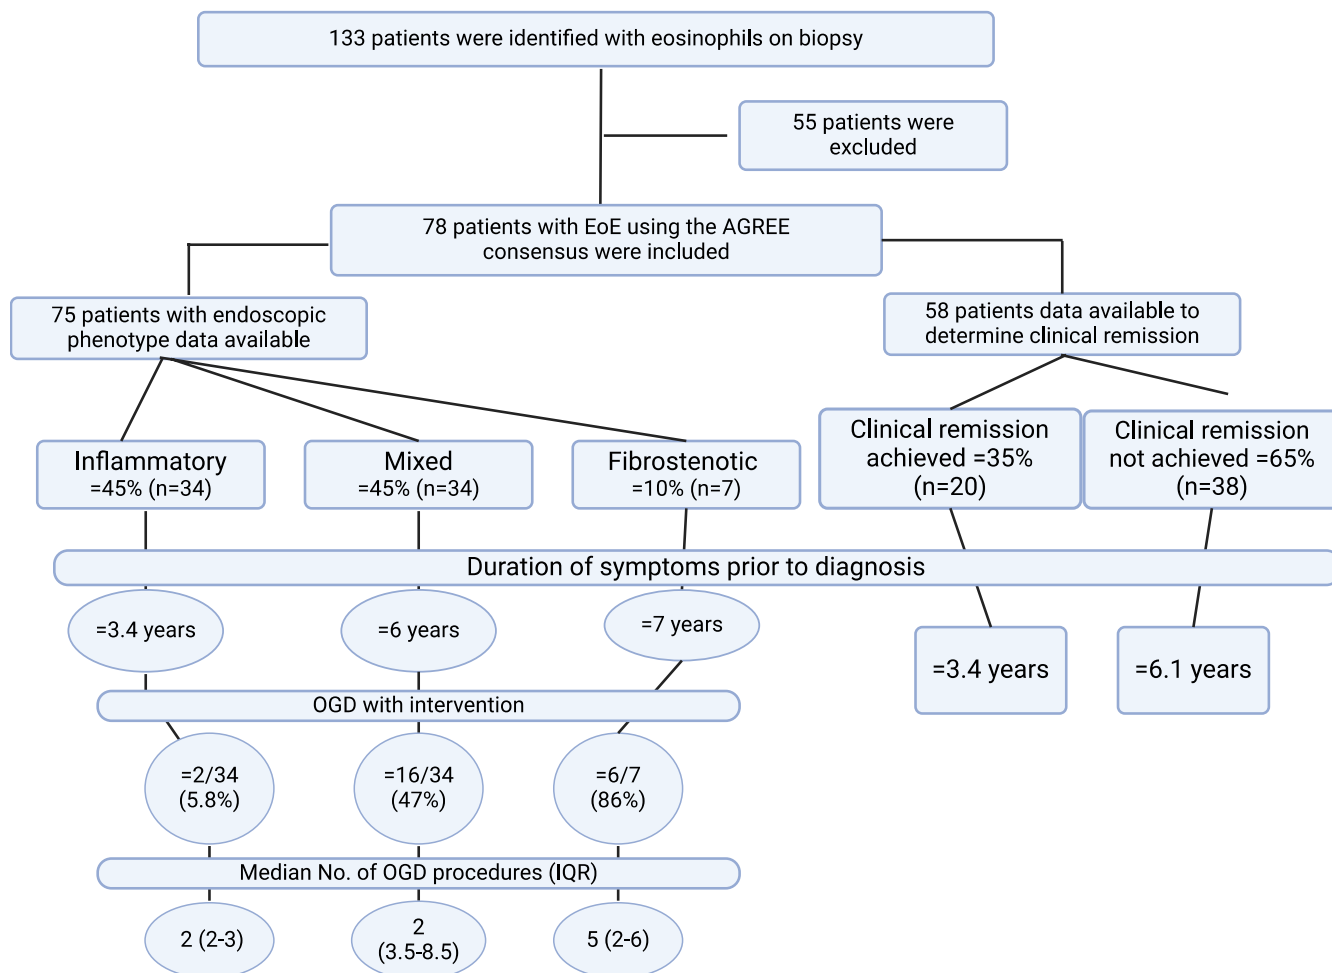 133 patients were identified with eosinophils on biopsy
55 patients were
excluded
78 patients with EoE using the AGREE
consensus were included
75 patients with endoscopic
phenotype data available
58 patients data available to
determine clinical remission
Inflammatory
=45% (n=34)
Mixed
=45% (n=34)
Fibrostenotic
=10% (n=7)
Clinical remission
achieved =35%
(n=20)
Clinical remission
not achieved =65%
(n=38)
Duration of symptoms prior to diagnosis
=3.4 years
=6 years
=7 years
=3.4 years
=6.1 years
OGD with intervention
=2/34
(5.8%)
=16/34
(47%)
=6/7
(86%)
Median No. of OGD procedures (IQR)
2 (2-3)
2
(3.5-8.5)
5 (2-6)